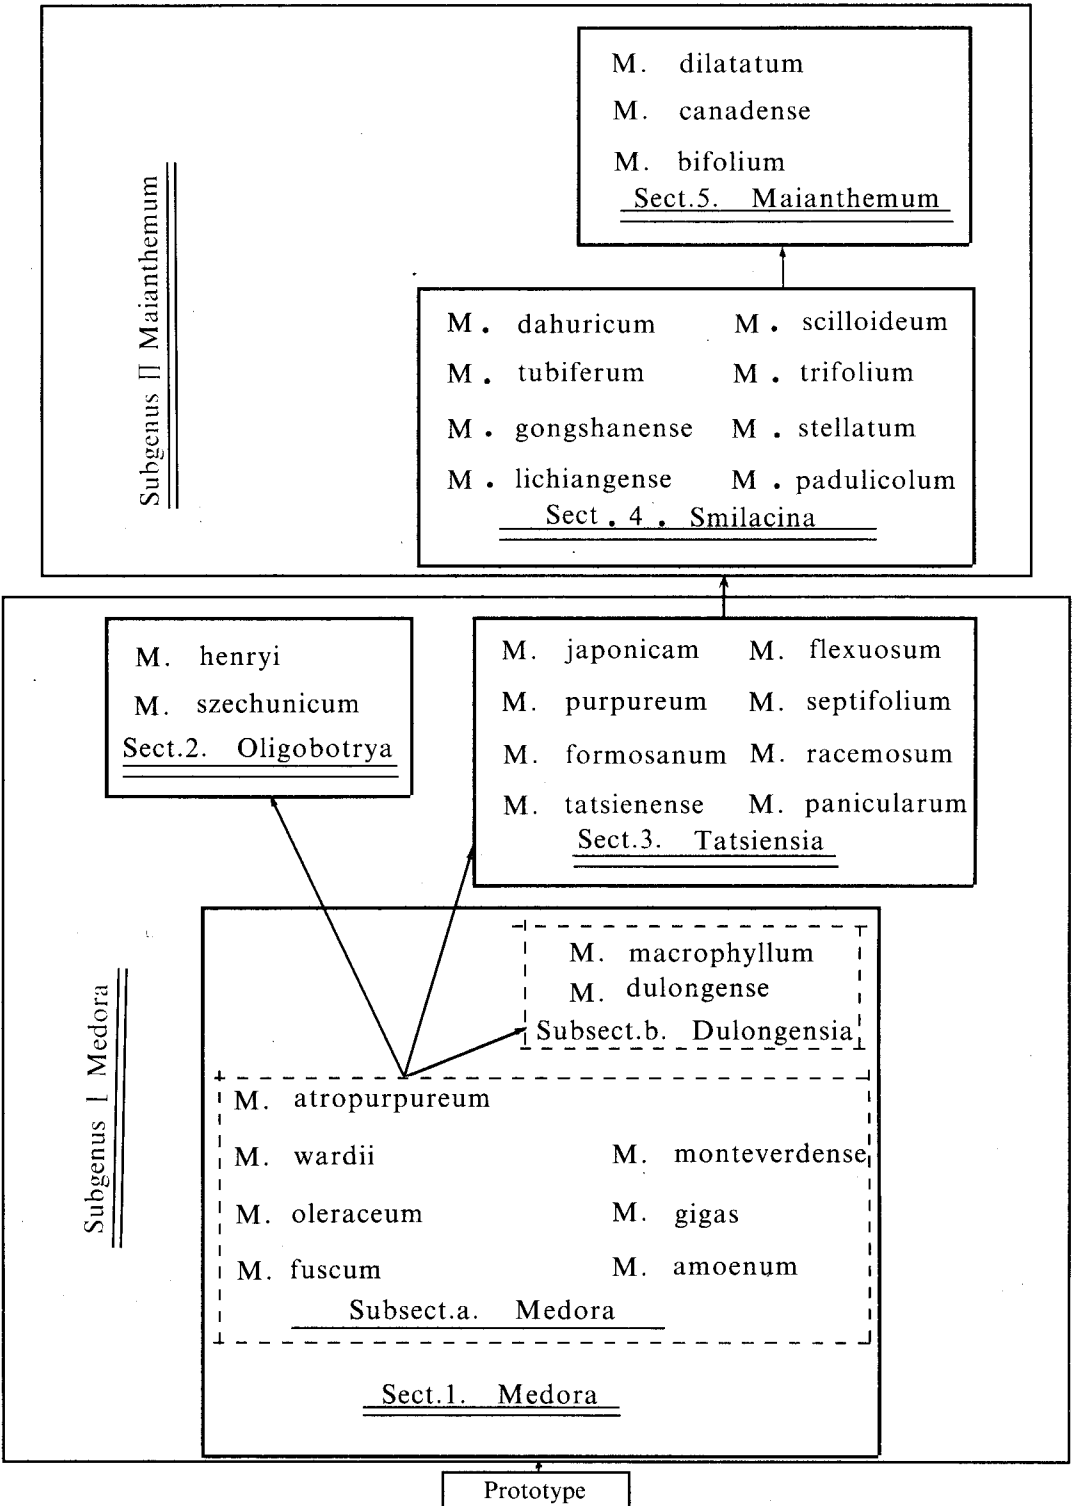 M. dilatatum
M. canadense
M. bifolium
Sect.5. Maianthemum
Subgenus II Maianthemum
M. dahuricum M. scilloideum
M. tubiferum M. trifolium
M. gongshanense M. stellatum
M. lichiangense M. padulicolum
Sect.4. Smilacina
M. henryi
M. szechunicum
Sect.2. Oligobotrya
M. japonicam M. flexuosum
M. purpureum M. septifolium
M. formosanum M. racemosum
M. tatsienense M. panicularum
Sect.3. Tatsiensia
Subgenus I Medora
M. macrophyllum
M. dulongense
Subsect.b. Dulongensia
M. atropurpureum
M. wardii M. monteverdense
M. oleraceum M. gigas
M. fuscum M. amoenum
Subsect.a. Medora
Sect.1. Medora
Prototype